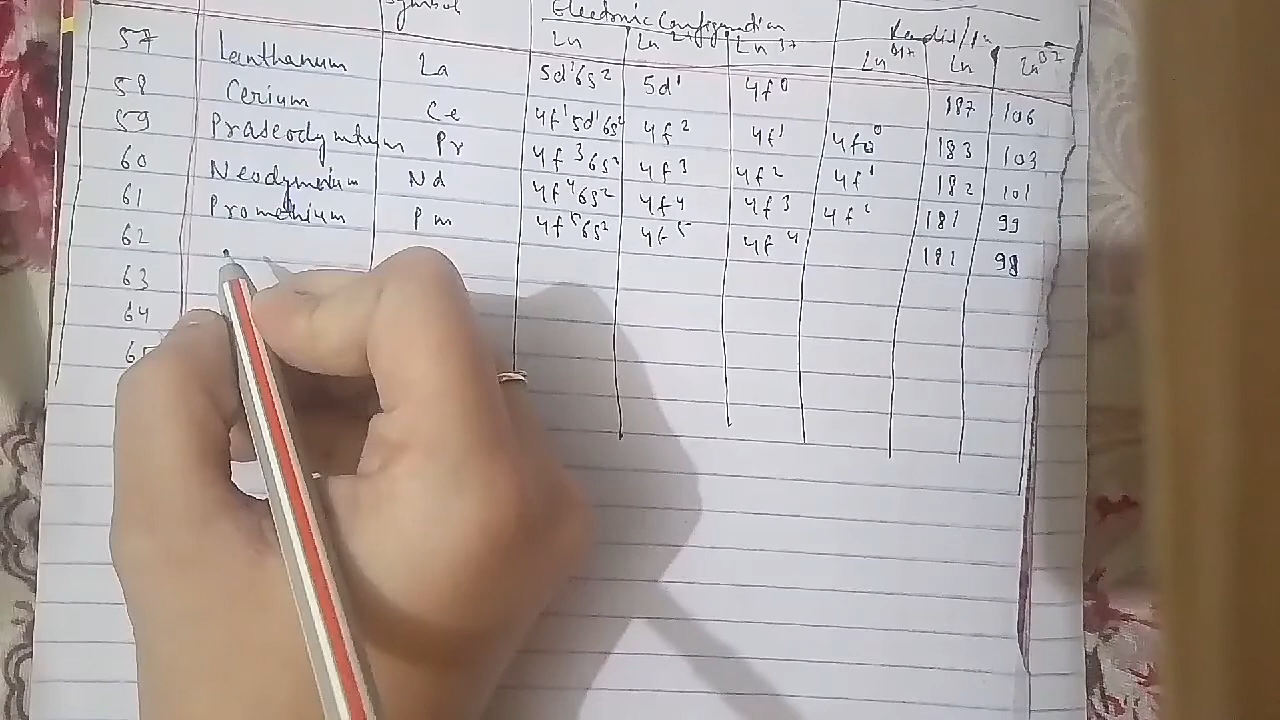 Symbol Electronic Configuration Radii/
Ln Ln 2+ Ln 3+ Ln 4+ Ln Ln 3+
57 Lanthanum La 5d¹6s² 5d¹ 4f⁰ 187 106
58 Cerium Ce 4f¹5d¹6s² 4f² 4f¹ 4f⁰ 183 103
59 Praseodymium Pr 4f³6s² 4f³ 4f² 4f¹ 182 101
60 Neodymium Nd 4f⁴6s² 4f⁴ 4f³ 4f² 181 99
61 Promethium Pm 4f⁵6s² 4f⁵ 4f⁴ 181 98
62
63
64